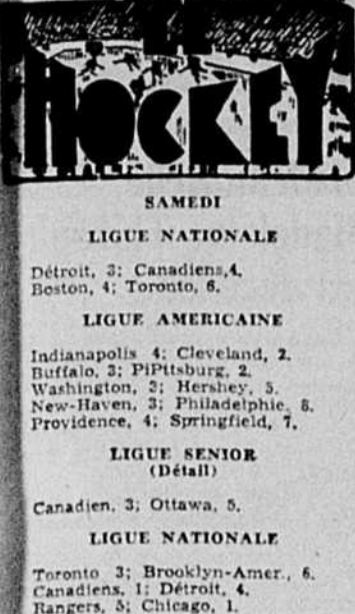 HOCKEY
SAMEDI
LIGUE NATIONALE
Détroit, 3; Canadiens,4.
Boston, 4; Toronto, 6.
LIGUE AMERICAINE
Indianapolis 4; Cleveland, 2.
Buffalo, 3; PiPttsburg, 2.
Washington, 3; Hershey, 5.
New-Haven, 3; Philadelphie, 8.
Providence, 4; Springfield, 7.
LIGUE SENIOR
(Détail)
Canadien, 3; Ottawa, 5.
LIGUE NATIONALE
Toronto 3; Brooklyn-Amer., 6.
Canadiens, 1; Détroit, 4.
Rangers, 5; Chicago, 1.